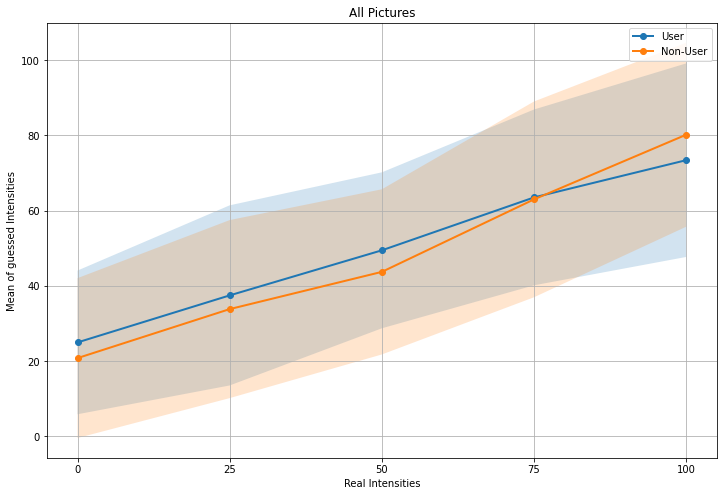 All Pictures
User
Non-User
Mean of guessed Intensities
100
80
60
40
20
0
0 25 50 75 100
Real Intensities